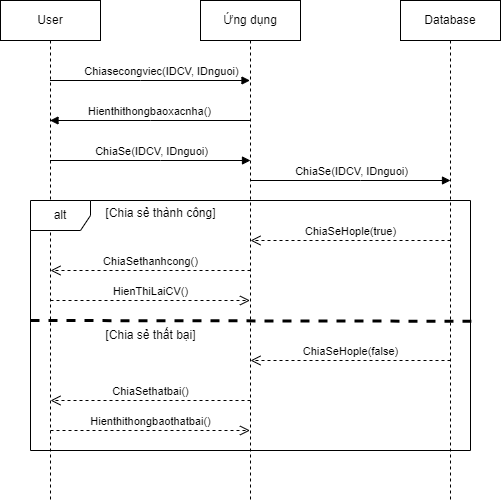 User
Ứng dụng
Database
Chiasecongviec(IDCV, IDnguoi)
Hienthithongbaoxacnha()
ChiaSe(IDCV, IDnguoi)
ChiaSe(IDCV, IDnguoi)
alt
[Chia sẻ thành công]
ChiaSeHople(true)
ChiaSethanhcong()
HienThiLaiCV()
[Chia sẻ thất bại]
ChiaSeHople(false)
ChiaSethatbai()
Hienthithongbaothatbai()